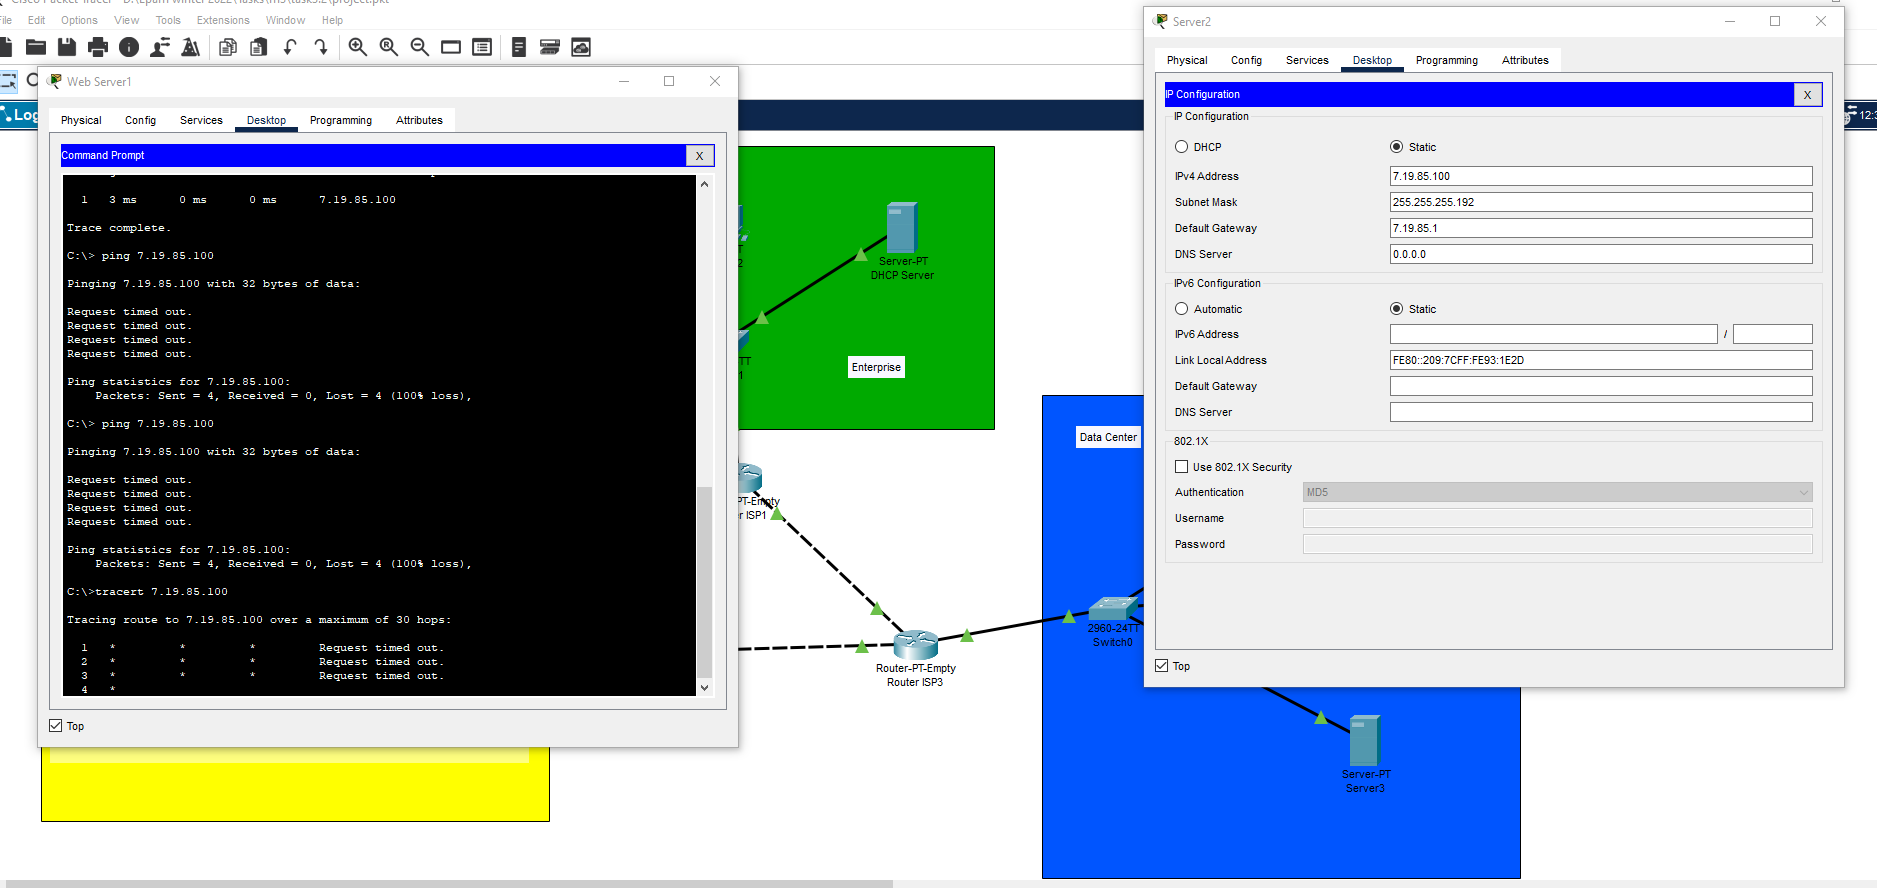 File Edit Options View Tools Extensions Window Help
Log
Web Server1
Physical Config Services Desktop Programming Attributes
Command Prompt X
1 3 ms 0 ms 0 ms 7.19.85.100
Trace complete.
C:\> ping 7.19.85.100
Pinging 7.19.85.100 with 32 bytes of data:
Request timed out.
Request timed out.
Request timed out.
Request timed out.
Ping statistics for 7.19.85.100:
Packets: Sent = 4, Received = 0, Lost = 4 (100% loss),
C:\> ping 7.19.85.100
Pinging 7.19.85.100 with 32 bytes of data:
Request timed out.
Request timed out.
Request timed out.
Request timed out.
Ping statistics for 7.19.85.100:
Packets: Sent = 4, Received = 0, Lost = 4 (100% loss),
C:\>tracert 7.19.85.100
Tracing route to 7.19.85.100 over a maximum of 30 hops:
1 * * * Request timed out.
2 * * * Request timed out.
3 * * * Request timed out.
4 *
Top
2
Server-PT
DHCP Server
TT
1
Enterprise
PT-Empty
r ISP1
Router-PT-Empty
Router ISP3
Data Center
2960-24TT
Switch0
Server-PT
Server3
Server2
Physical Config Services Desktop Programming Attributes
IP Configuration X
IP Configuration
DHCP Static
IPv4 Address 7.19.85.100
Subnet Mask 255.255.255.192
Default Gateway 7.19.85.1
DNS Server 0.0.0.0
IPv6 Configuration
Automatic Static
IPv6 Address /
Link Local Address FE80::209:7CFF:FE93:1E2D
Default Gateway
DNS Server
802.1X
Use 802.1X Security
Authentication MD5
Username
Password
Top
12:3